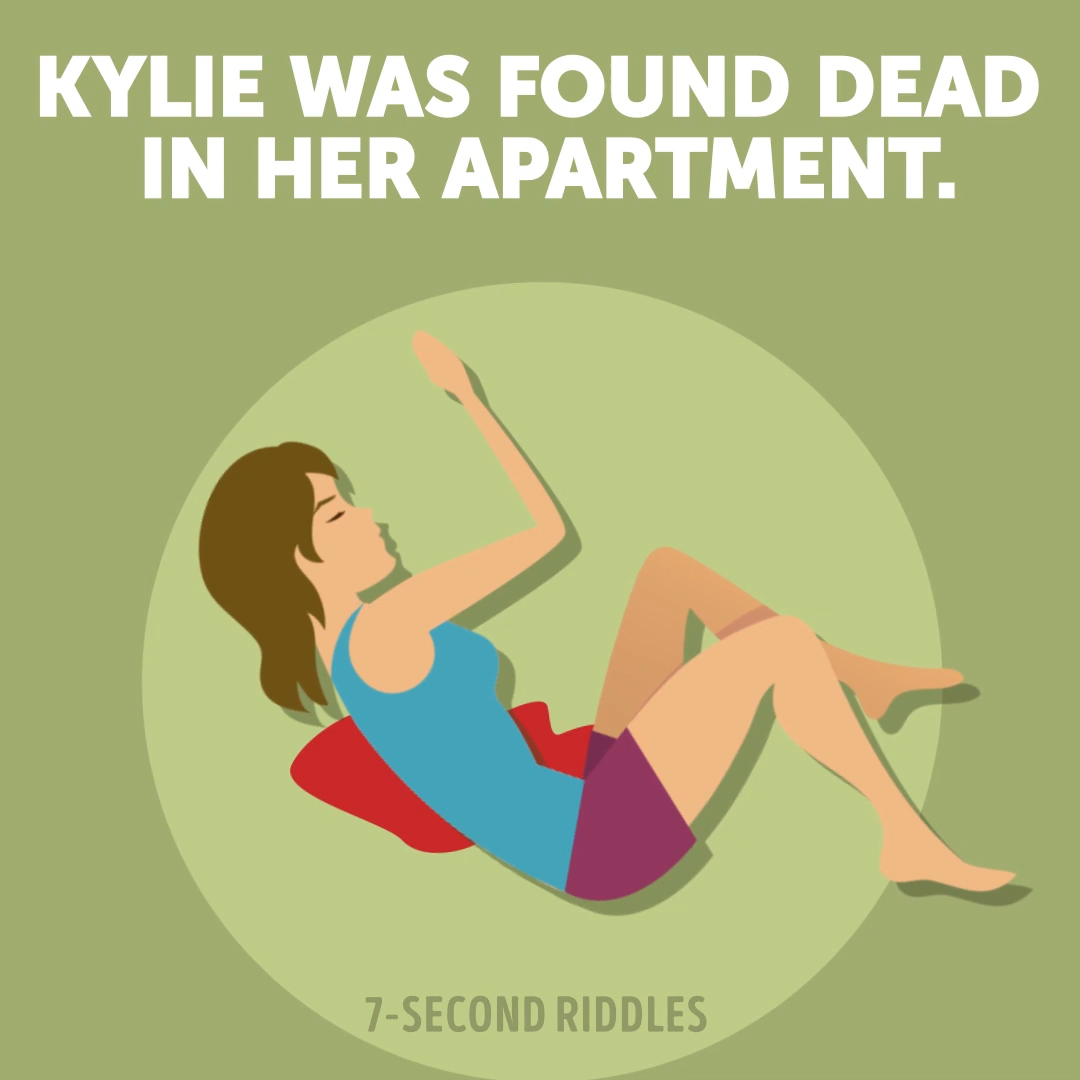 KYLIE WAS FOUND DEAD
IN HER APARTMENT.
7-SECOND RIDDLES